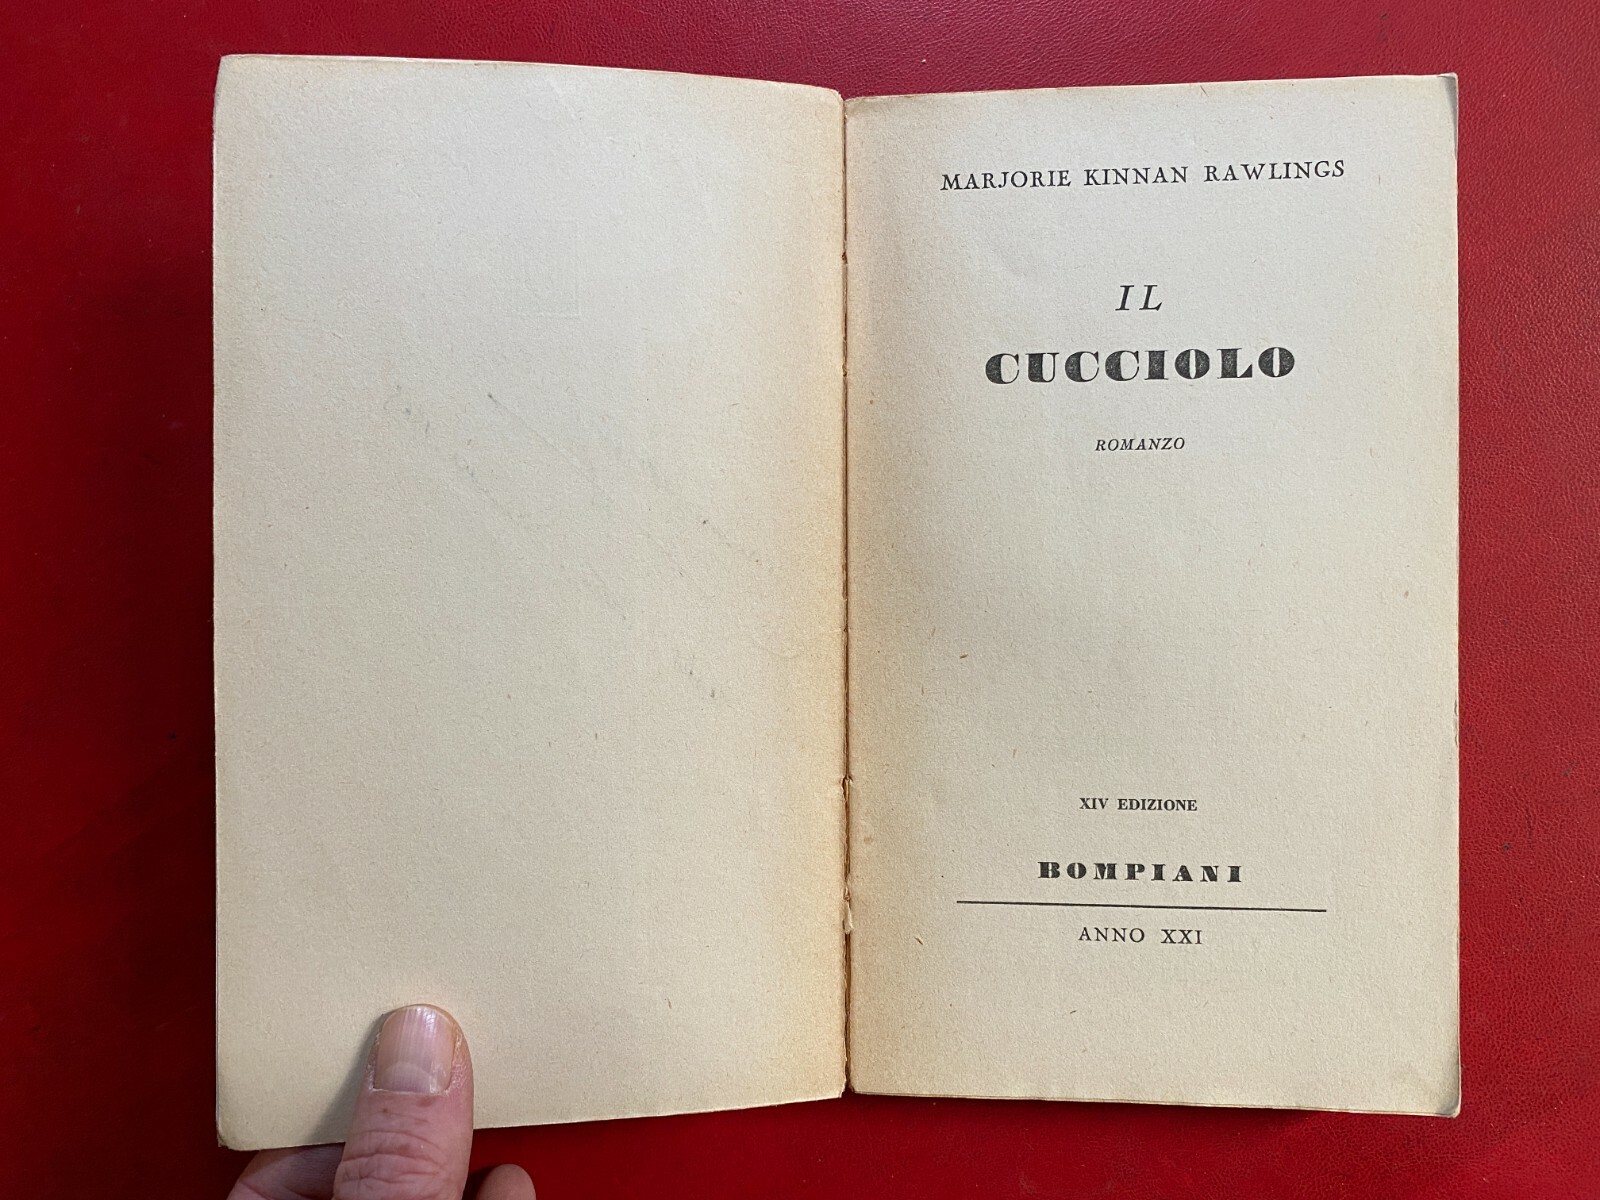 MARJORIE KINNAN RAWLINGS
IL
CUCCIOLO
ROMANZO
XIV EDIZIONE
BOMPIANI
ANNO XXI